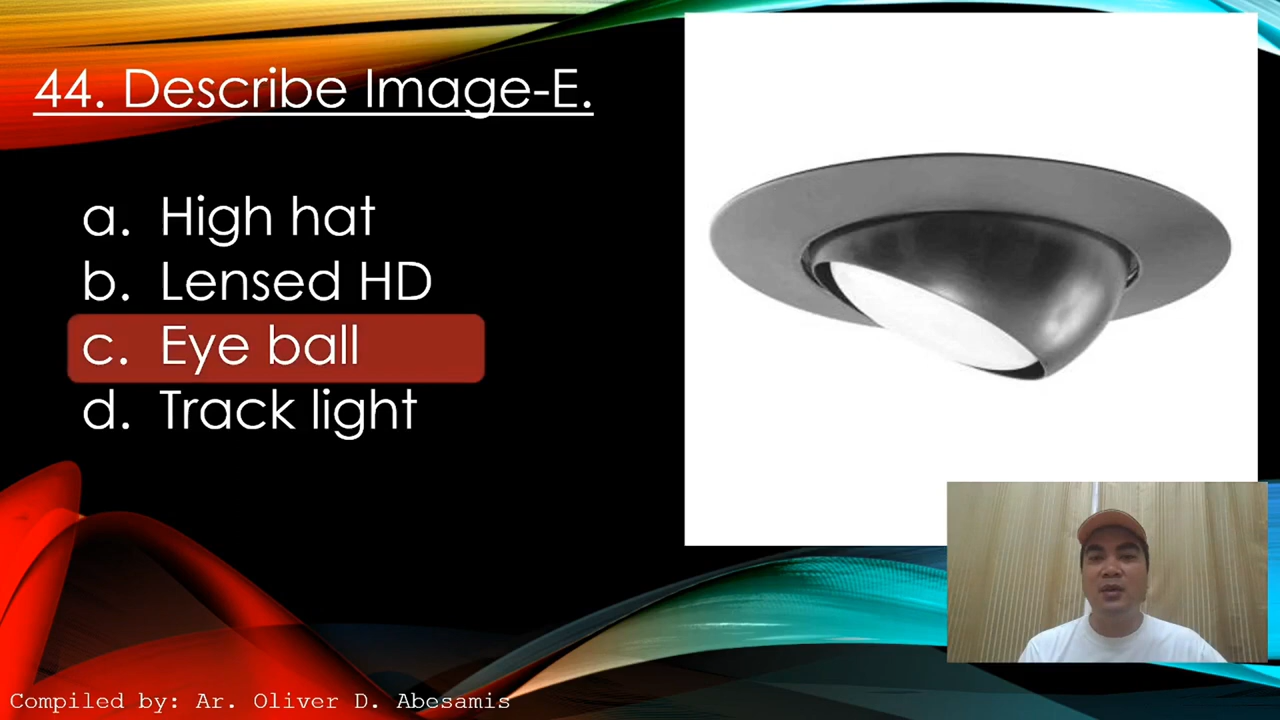 44. Describe Image-E.
a. High hat
b. Lensed HD
c. Eye ball
d. Track light
Compiled by: Ar. Oliver D. Abesamis